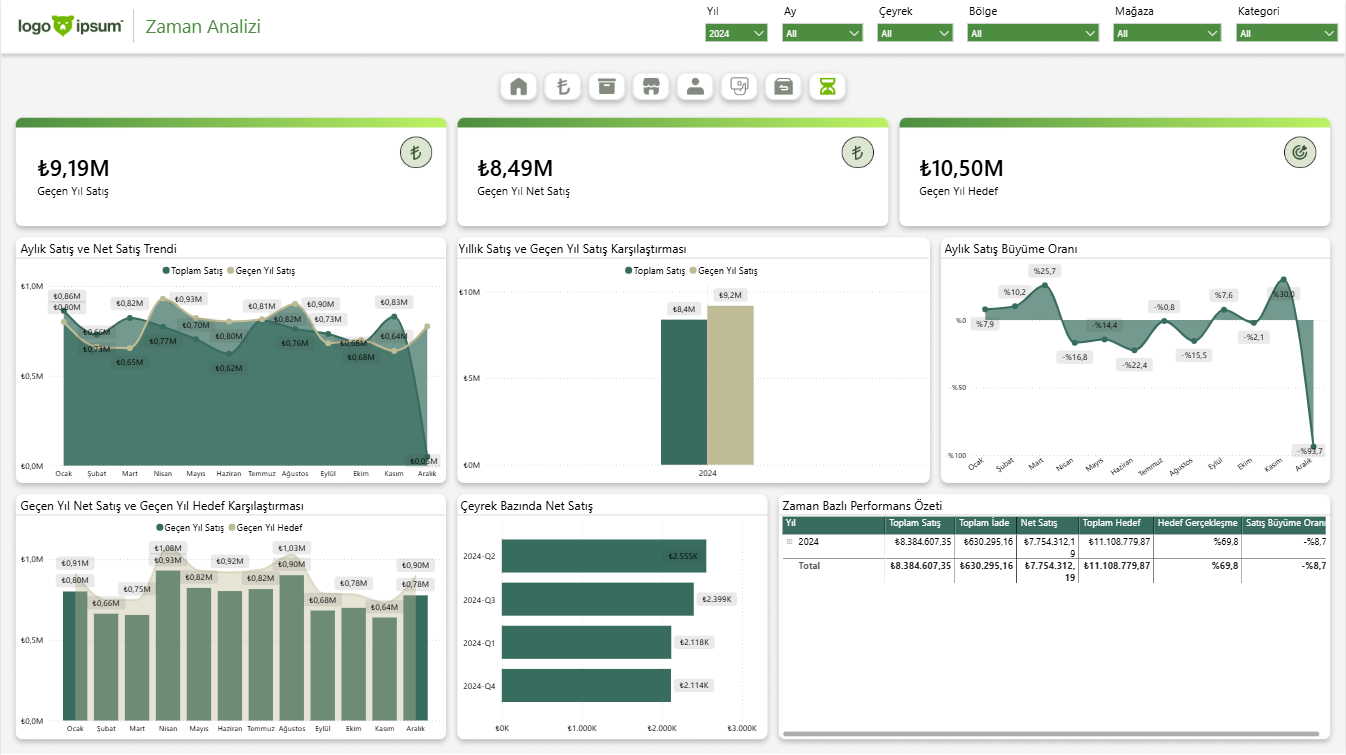 logo ipsum
Zaman Analizi
Yıl
Ay
Çeyrek
Bölge
Mağaza
Kategori
2024
All
All
All
All
All
₺9,19M
Geçen Yıl Satış
₺8,49M
Geçen Yıl Net Satış
₺10,50M
Geçen Yıl Hedef
Aylık Satış ve Net Satış Trendi
Toplam Satış Geçen Yıl Satış
₺1,0M
₺0,5M
₺0,0M
₺0,86M
₺0,80M
₺0,66M
₺0,73M
₺0,82M
₺0,65M
₺0,93M
₺0,77M
₺0,70M
₺0,80M
₺0,62M
₺0,81M
₺0,82M
₺0,76M
₺0,90M
₺0,73M
₺0,68M
₺0,68M
₺0,83M
₺0,64M
₺0,05M
Ocak Şubat Mart Nisan Mayıs Haziran Temmuz Ağustos Eylül Ekim Kasım Aralık
Yıllık Satış ve Geçen Yıl Satış Karşılaştırması
Toplam Satış Geçen Yıl Satış
₺10M
₺5M
₺0M
₺8,4M
₺9,2M
2024
Aylık Satış Büyüme Oranı
%0
-%50
-%100
%7,9
%10,2
%25,7
-%16,8
-%14,4
-%22,4
-%0,8
-%15,5
%7,6
-%2,1
%30,0
-%93,7
Ocak Şubat Mart Nisan Mayıs Haziran Temmuz Ağustos Eylül Ekim Kasım Aralık
Geçen Yıl Net Satış ve Geçen Yıl Hedef Karşılaştırması
Geçen Yıl Satış Geçen Yıl Hedef
₺1,0M
₺0,5M
₺0,0M
₺0,91M
₺0,80M
₺0,66M
₺0,75M
₺1,08M
₺0,93M
₺0,82M
₺0,92M
₺0,82M
₺1,03M
₺0,90M
₺0,68M
₺0,78M
₺0,64M
₺0,90M
₺0,78M
Ocak Şubat Mart Nisan Mayıs Haziran Temmuz Ağustos Eylül Ekim Kasım Aralık
Çeyrek Bazında Net Satış
2024-Q2 ₺2.555K
2024-Q3 ₺2.399K
2024-Q1 ₺2.118K
2024-Q4 ₺2.114K
₺0K ₺1.000K ₺2.000K ₺3.000K
Zaman Bazlı Performans Özeti
Yıl Toplam Satış Toplam İade Net Satış Toplam Hedef Hedef Gerçekleşme Satış Büyüme Oranı
2024 ₺8.384.607,35 ₺630.295,16 ₺7.754.312,19 ₺11.108.779,87 %69,8 -%8,7
Total ₺8.384.607,35 ₺630.295,16 ₺7.754.312,19 ₺11.108.779,87 %69,8 -%8,7